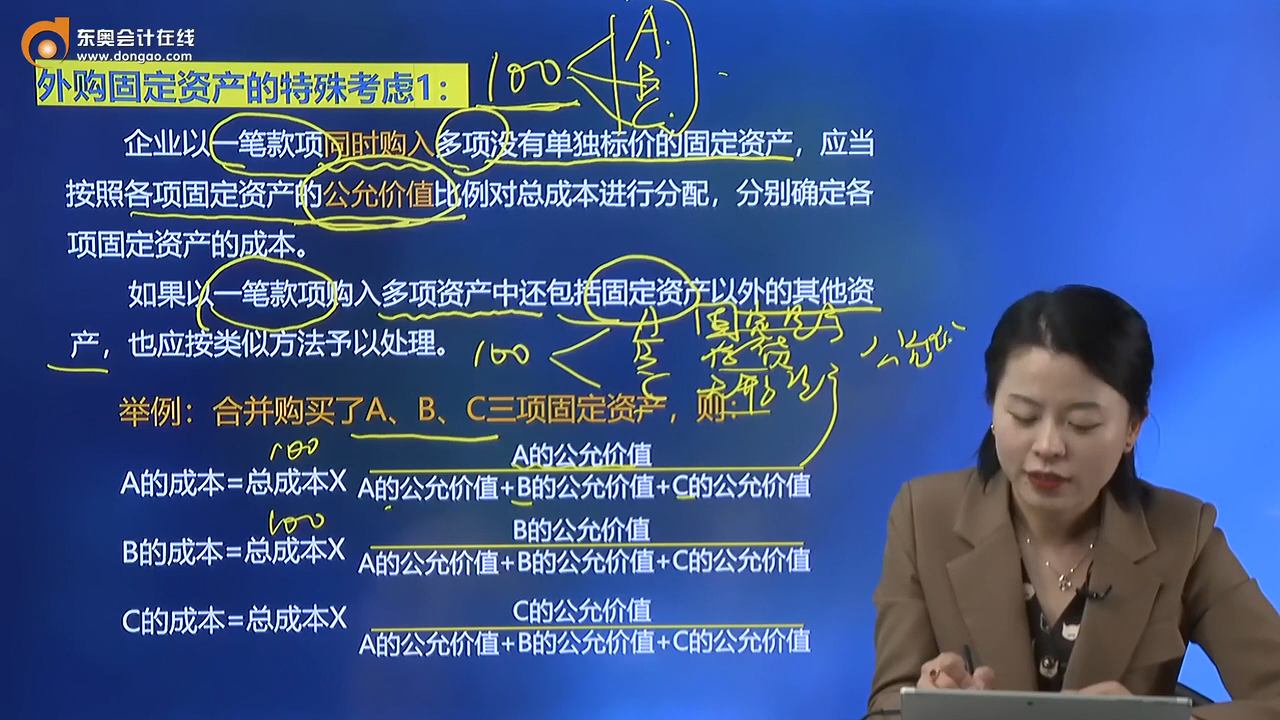 东奥会计在线
www.dongao.com
外购固定资产的特殊考虑1：
100
A.
B.
C.
企业以一笔款项同时购入多项没有单独标价的固定资产，应当
按照各项固定资产的公允价值比例对总成本进行分配，分别确定各
项固定资产的成本。
如果以一笔款项购入多项资产中还包括固定资产以外的其他资
产，也应按类似方法予以处理。
100
A 固定资产
B 存货
C 无形资产
举例：合并购买了A、B、C三项固定资产，则：
100
A的成本=总成本X
A的公允价值
A的公允价值+B的公允价值+C的公允价值
100
B的成本=总成本X
B的公允价值
A的公允价值+B的公允价值+C的公允价值
C的成本=总成本X
C的公允价值
A的公允价值+B的公允价值+C的公允价值